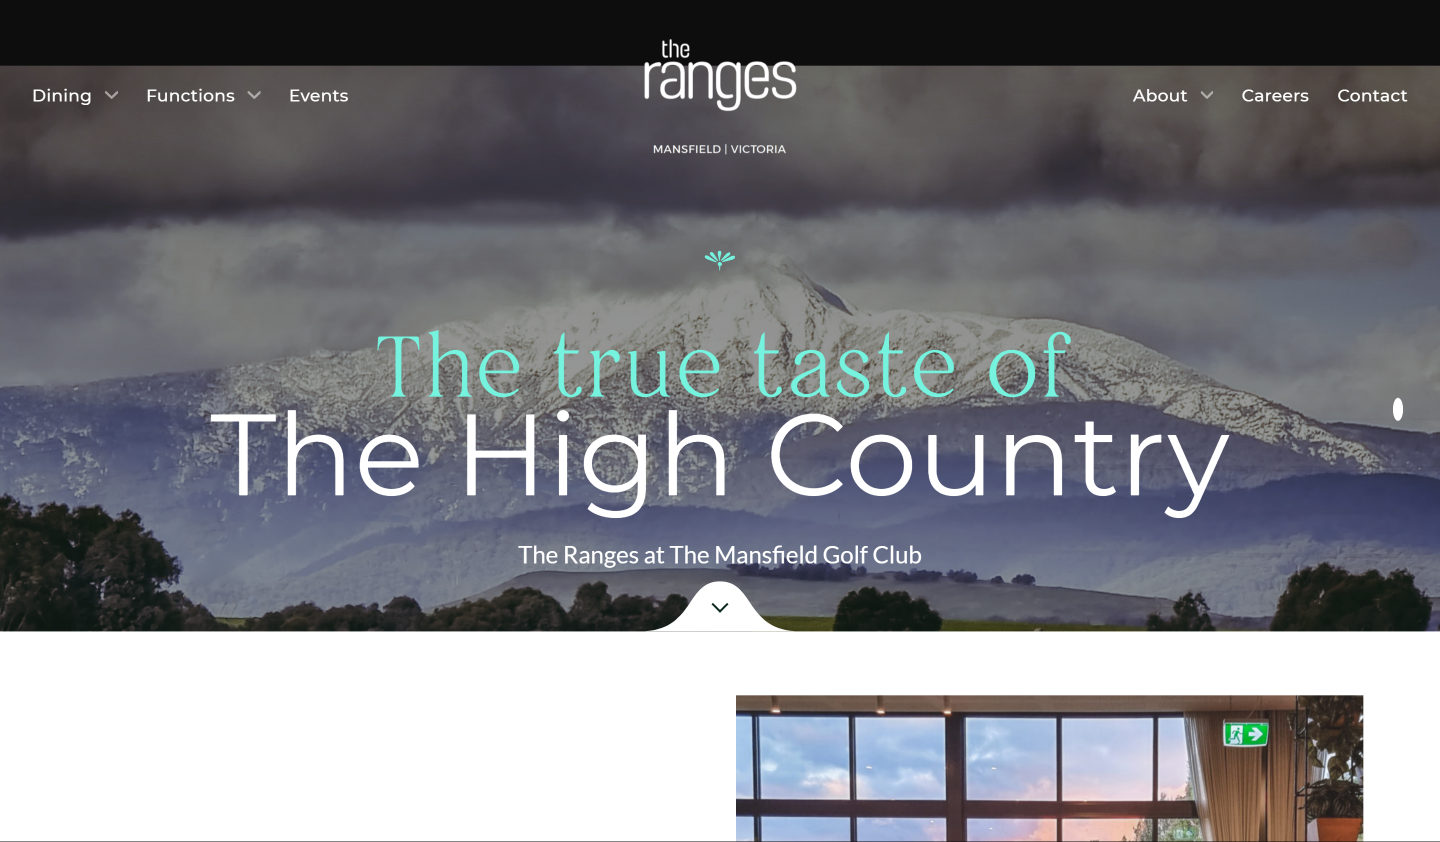 the
ranges
MANSFIELD | VICTORIA
Dining
Functions
Events
About
Careers
Contact
The true taste of
The High Country
The Ranges at The Mansfield Golf Club